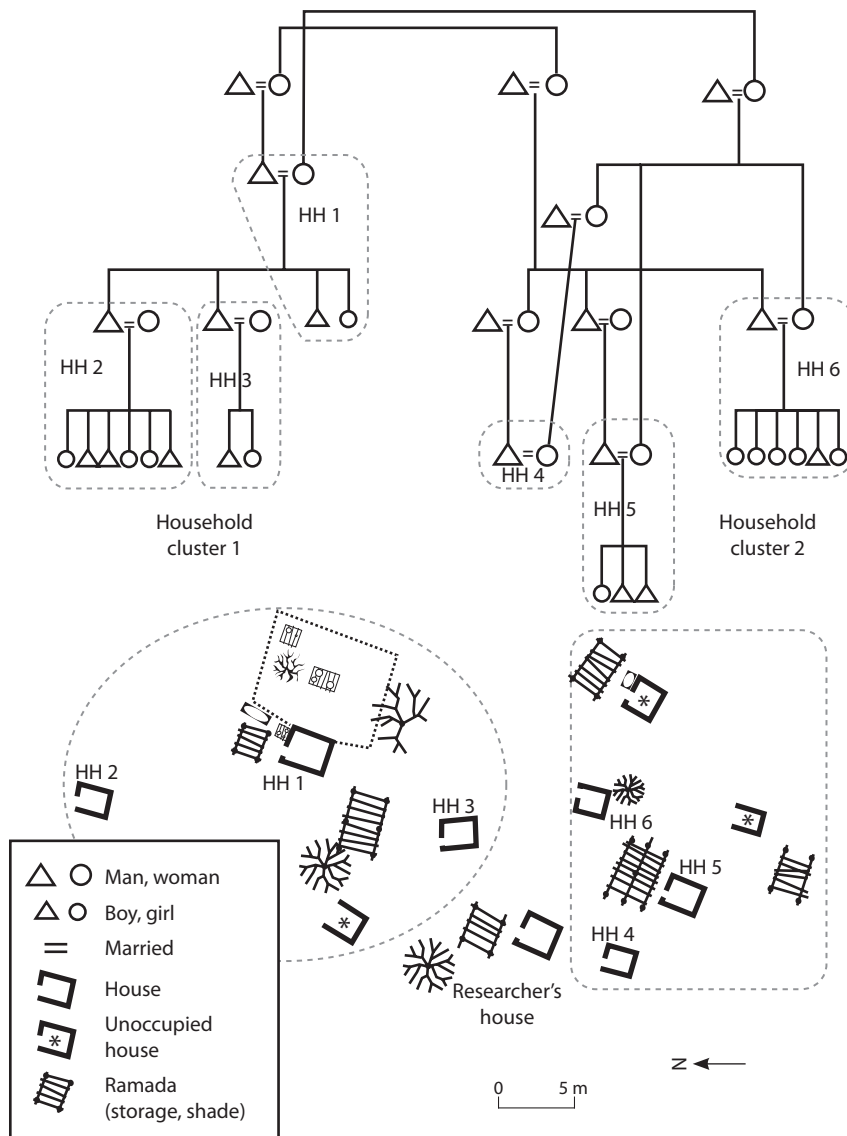 HH 1
HH 2
HH 3
HH 6
HH 4
HH 5
Household
cluster 1
Household
cluster 2
HH 1
HH 2
HH 3
HH 6
HH 5
HH 4
Researcher's
house
Man, woman
Boy, girl
Married
House
Unoccupied
house
Ramada
(storage, shade)
0 5 m
N